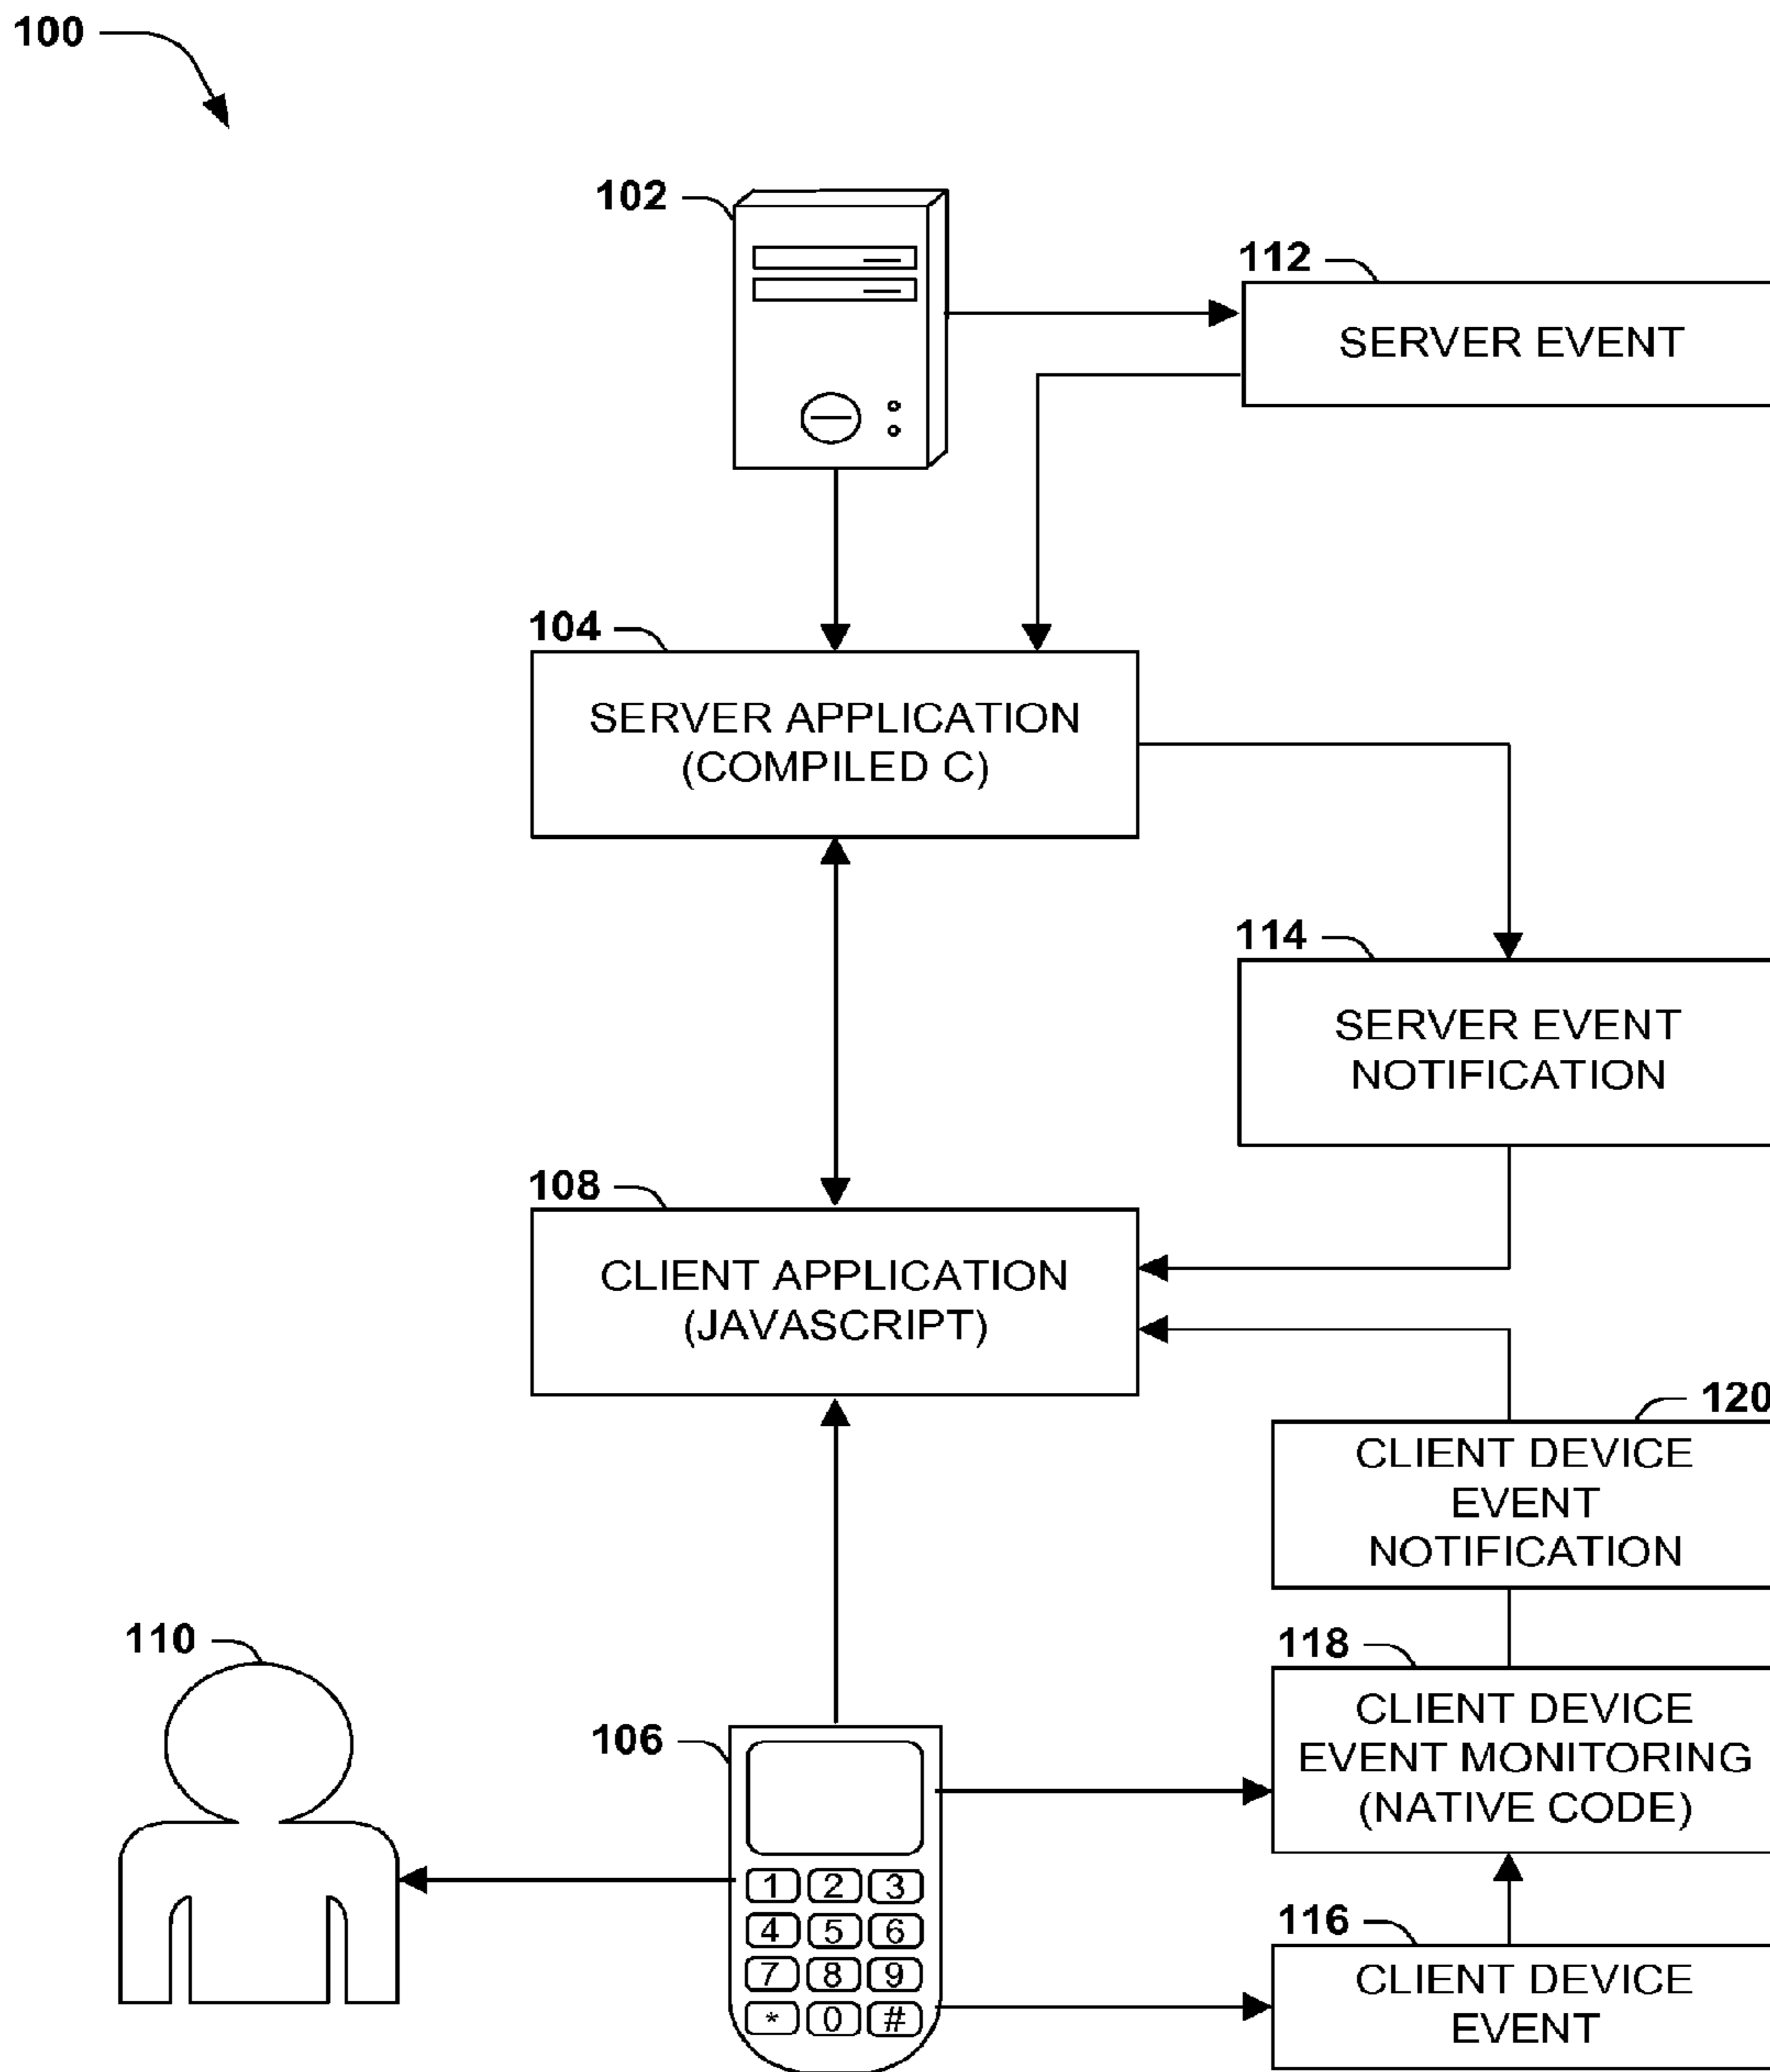 100
102
112
SERVER EVENT
104
SERVER APPLICATION
(COMPILED C)
114
SERVER EVENT
NOTIFICATION
108
CLIENT APPLICATION
(JAVASCRIPT)
120
CLIENT DEVICE
EVENT
NOTIFICATION
110
118
CLIENT DEVICE
EVENT MONITORING
(NATIVE CODE)
106
1 2 3
4 5 6
7 8 9
* 0 #
116
CLIENT DEVICE
EVENT